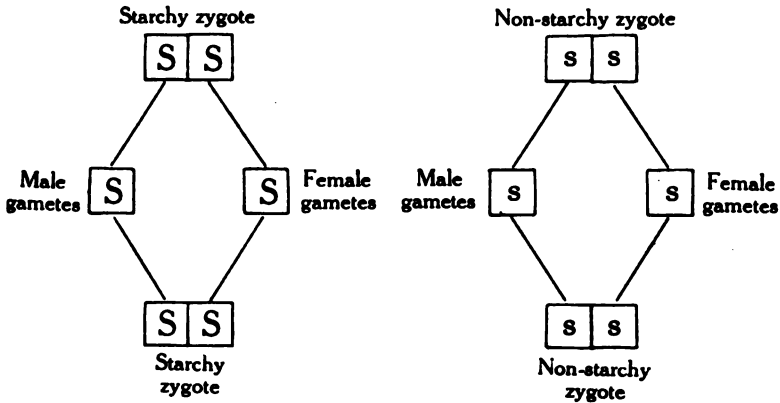 Starchy zygote
S S
Male
gametes
S
S
Female
gametes
S S
Starchy
zygote
Non-starchy zygote
s s
Male
gametes
s
s
Female
gametes
s s
Non-starchy
zygote